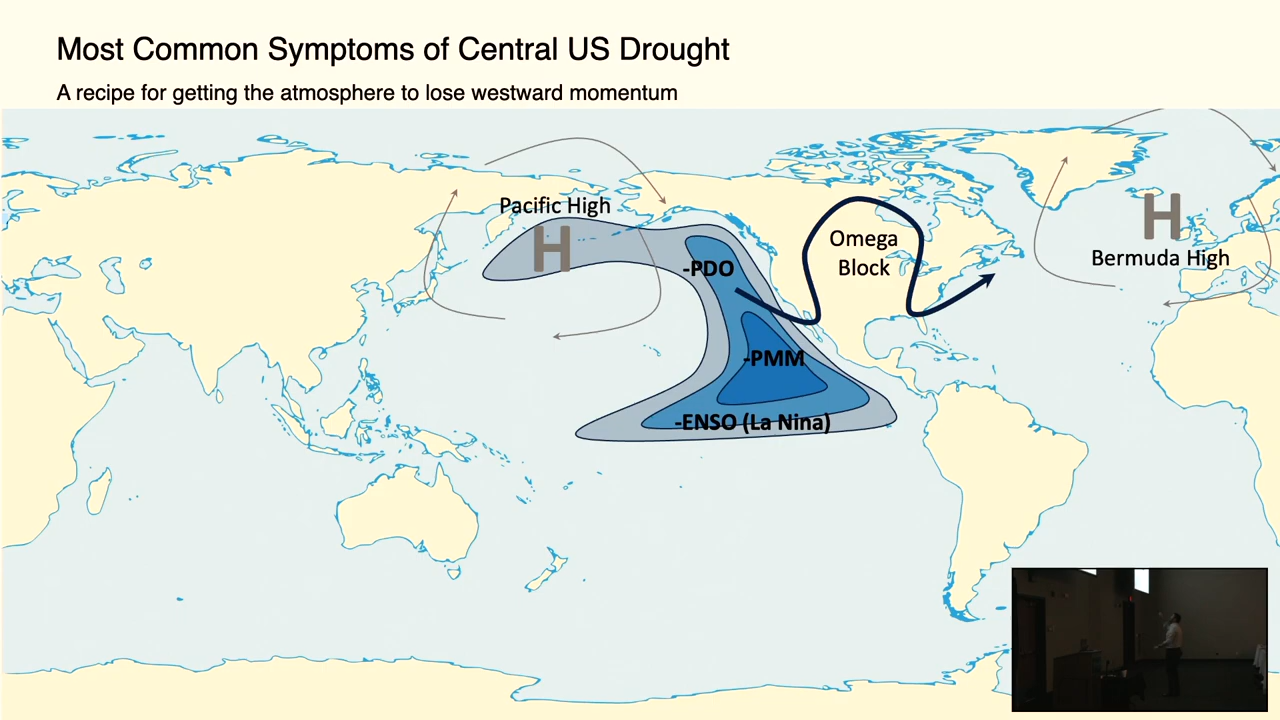 Most Common Symptoms of Central US Drought
A recipe for getting the atmosphere to lose westward momentum
Pacific High
H
-PDO
Omega
Block
H
Bermuda High
-PMM
-ENSO (La Nina)